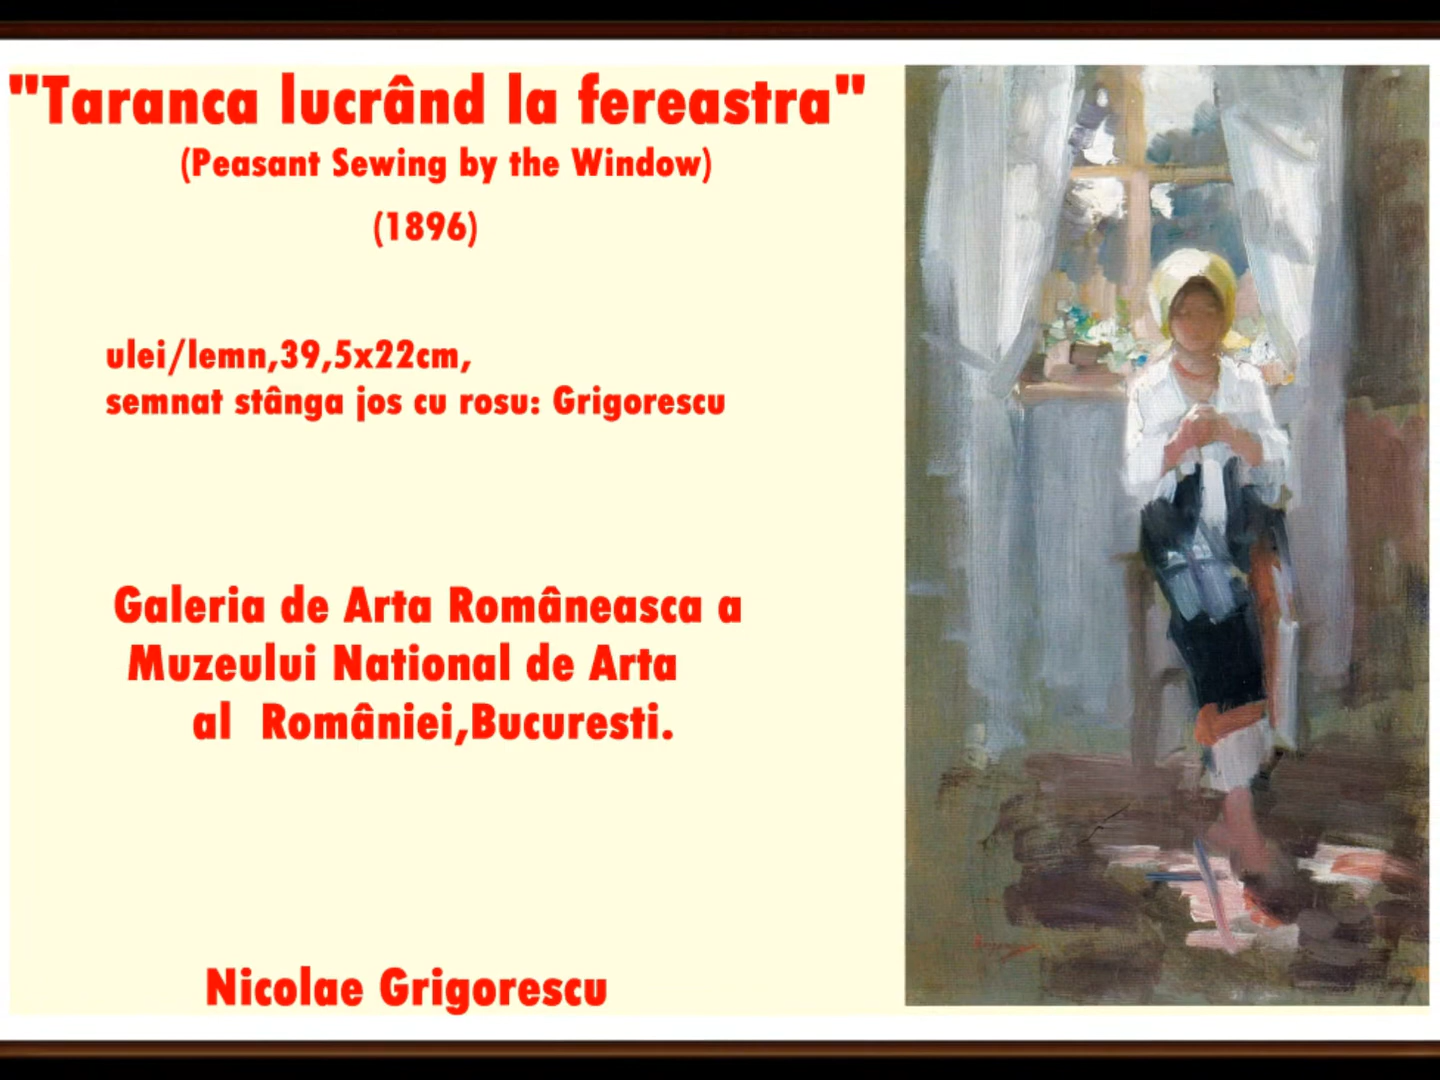 "Taranca lucrând la fereastra"
(Peasant Sewing by the Window)
(1896)
ulei/lemn,39,5x22cm,
semnat stânga jos cu rosu: Grigorescu
Galeria de Arta Româneasca a
Muzeului National de Arta
al României,Bucuresti.
Nicolae Grigorescu